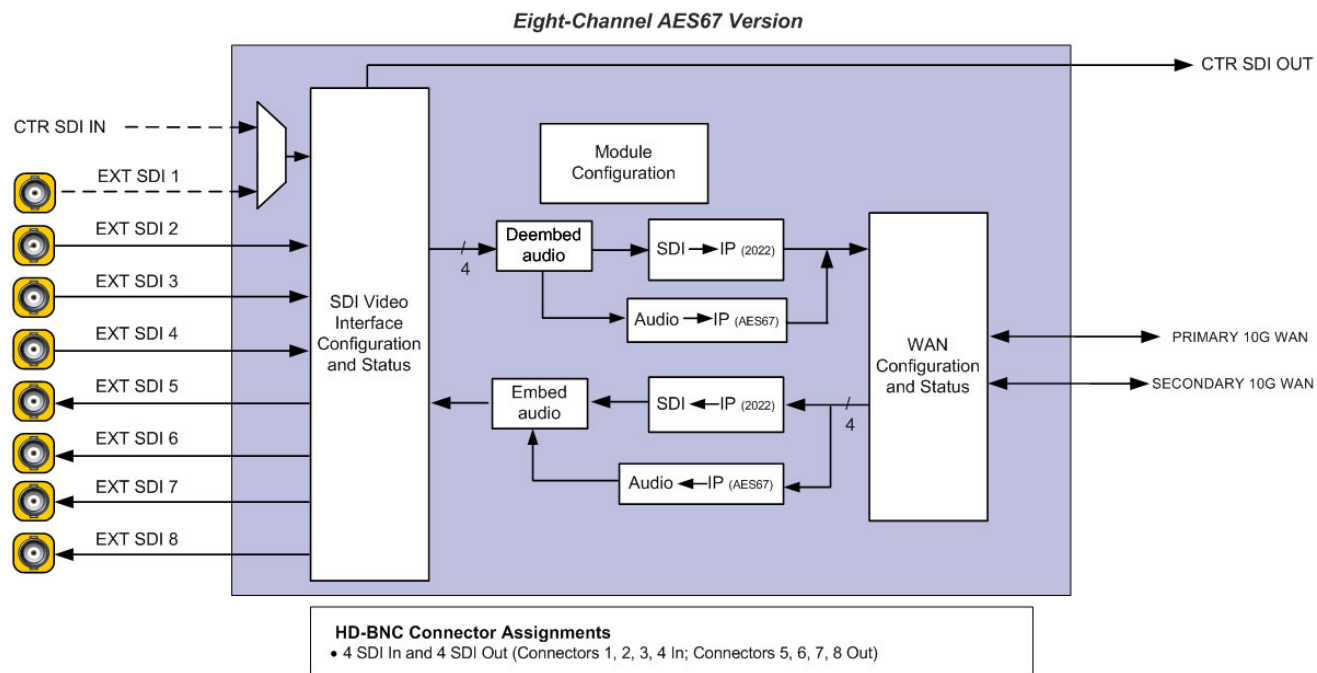 Eight-Channel AES67 Version
CTR SDI OUT
CTR SDI IN
EXT SDI 1
EXT SDI 2
EXT SDI 3
EXT SDI 4
EXT SDI 5
EXT SDI 6
EXT SDI 7
EXT SDI 8
SDI Video
Interface
Configuration
and Status
Module
Configuration
4
Deembed
audio
SDI IP (2022)
Audio IP (AES67)
Embed
audio
SDI IP (2022)
Audio IP (AES67)
4
WAN
Configuration
and Status
PRIMARY 10G WAN
SECONDARY 10G WAN
HD-BNC Connector Assignments
• 4 SDI In and 4 SDI Out (Connectors 1, 2, 3, 4 In; Connectors 5, 6, 7, 8 Out)